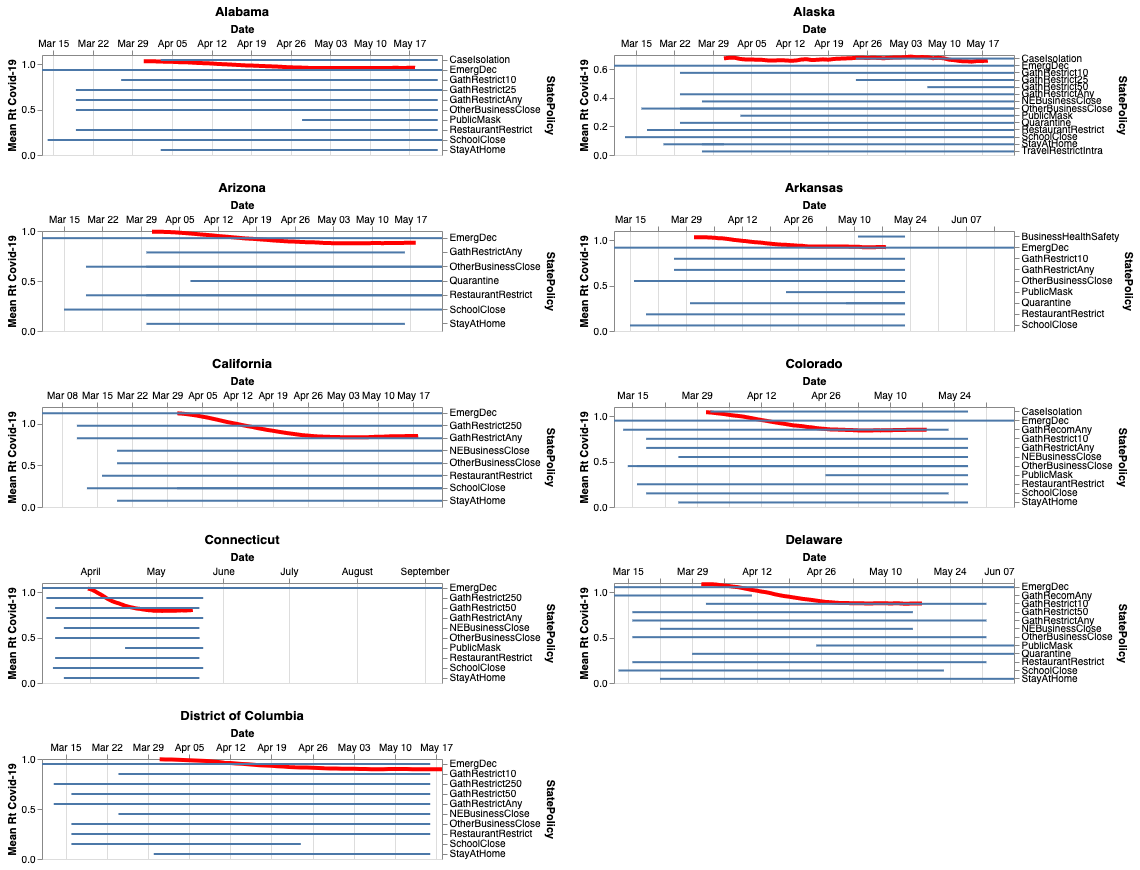 Alabama
Date
Mar 15 Mar 22 Mar 29 Apr 05 Apr 12 Apr 19 Apr 26 May 03 May 10 May 17
Mean Rt Covid-19
1.0
0.5
0.0
CaseIsolation
EmergDec
GathRestrict10
GathRestrict25
GathRestrictAny
OtherBusinessClose
PublicMask
RestaurantRestrict
SchoolClose
StayAtHome
StatePolicy
Alaska
Date
Mar 15 Mar 22 Mar 29 Apr 05 Apr 12 Apr 19 Apr 26 May 03 May 10 May 17
Mean Rt Covid-19
0.6
0.4
0.2
0.0
CaseIsolation
EmergDec
GathRestrict10
GathRestrict25
GathRestrict50
GathRestrictAny
NEBusinessClose
OtherBusinessClose
PublicMask
Quarantine
RestaurantRestrict
SchoolClose
StayAtHome
TravelRestrictIntra
StatePolicy
Arizona
Date
Mar 15 Mar 22 Mar 29 Apr 05 Apr 12 Apr 19 Apr 26 May 03 May 10 May 17
Mean Rt Covid-19
1.0
0.5
0.0
EmergDec
GathRestrictAny
OtherBusinessClose
Quarantine
RestaurantRestrict
SchoolClose
StayAtHome
StatePolicy
Arkansas
Date
Mar 15 Mar 29 Apr 12 Apr 26 May 10 May 24 Jun 07
Mean Rt Covid-19
1.0
0.5
0.0
BusinessHealthSafety
EmergDec
GathRestrict10
GathRestrictAny
OtherBusinessClose
PublicMask
Quarantine
RestaurantRestrict
SchoolClose
StatePolicy
California
Date
Mar 08 Mar 15 Mar 22 Mar 29 Apr 05 Apr 12 Apr 19 Apr 26 May 03 May 10 May 17
Mean Rt Covid-19
1.0
0.5
0.0
EmergDec
GathRestrict250
GathRestrictAny
NEBusinessClose
OtherBusinessClose
RestaurantRestrict
SchoolClose
StayAtHome
StatePolicy
Colorado
Date
Mar 15 Mar 29 Apr 12 Apr 26 May 10 May 24
Mean Rt Covid-19
1.0
0.5
0.0
CaseIsolation
EmergDec
GathRecomAny
GathRestrict10
GathRestrictAny
NEBusinessClose
OtherBusinessClose
PublicMask
RestaurantRestrict
SchoolClose
StayAtHome
StatePolicy
Connecticut
Date
April May June July August September
Mean Rt Covid-19
1.0
0.5
0.0
EmergDec
GathRestrict250
GathRestrict50
GathRestrictAny
NEBusinessClose
OtherBusinessClose
PublicMask
RestaurantRestrict
SchoolClose
StayAtHome
StatePolicy
Delaware
Date
Mar 15 Mar 29 Apr 12 Apr 26 May 10 May 24 Jun 07
Mean Rt Covid-19
1.0
0.5
0.0
EmergDec
GathRecomAny
GathRestrict10
GathRestrict50
GathRestrictAny
NEBusinessClose
OtherBusinessClose
PublicMask
Quarantine
RestaurantRestrict
SchoolClose
StayAtHome
StatePolicy
District of Columbia
Date
Mar 15 Mar 22 Mar 29 Apr 05 Apr 12 Apr 19 Apr 26 May 03 May 10 May 17
Mean Rt Covid-19
1.0
0.5
0.0
EmergDec
GathRestrict10
GathRestrict250
GathRestrict50
GathRestrictAny
NEBusinessClose
OtherBusinessClose
RestaurantRestrict
SchoolClose
StayAtHome
StatePolicy